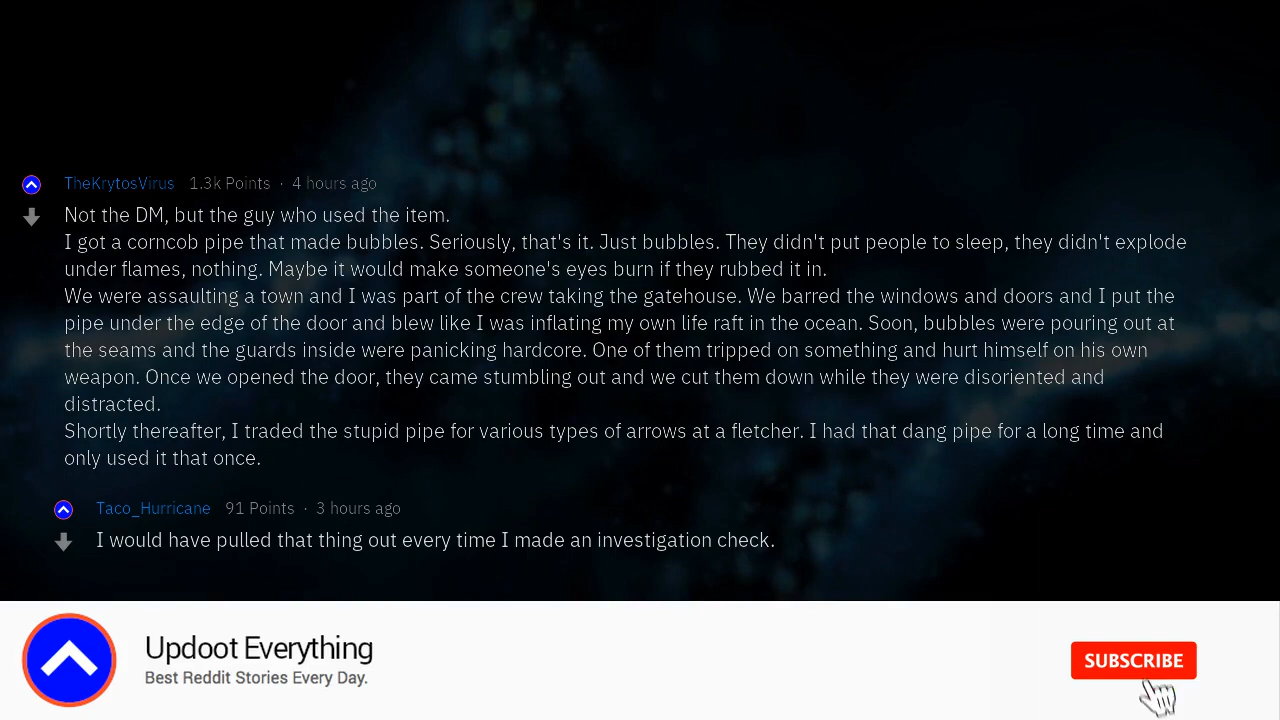 TheKrytosVirus 1.3k Points · 4 hours ago
Not the DM, but the guy who used the item.
I got a corncob pipe that made bubbles. Seriously, that's it. Just bubbles. They didn't put people to sleep, they didn't explode
under flames, nothing. Maybe it would make someone's eyes burn if they rubbed it in.
We were assaulting a town and I was part of the crew taking the gatehouse. We barred the windows and doors and I put the
pipe under the edge of the door and blew like I was inflating my own life raft in the ocean. Soon, bubbles were pouring out at
the seams and the guards inside were panicking hardcore. One of them tripped on something and hurt himself on his own
weapon. Once we opened the door, they came stumbling out and we cut them down while they were disoriented and
distracted.
Shortly thereafter, I traded the stupid pipe for various types of arrows at a fletcher. I had that dang pipe for a long time and
only used it that once.
Taco_Hurricane 91 Points · 3 hours ago
I would have pulled that thing out every time I made an investigation check.
Updoot Everything
Best Reddit Stories Every Day.
SUBSCRIBE